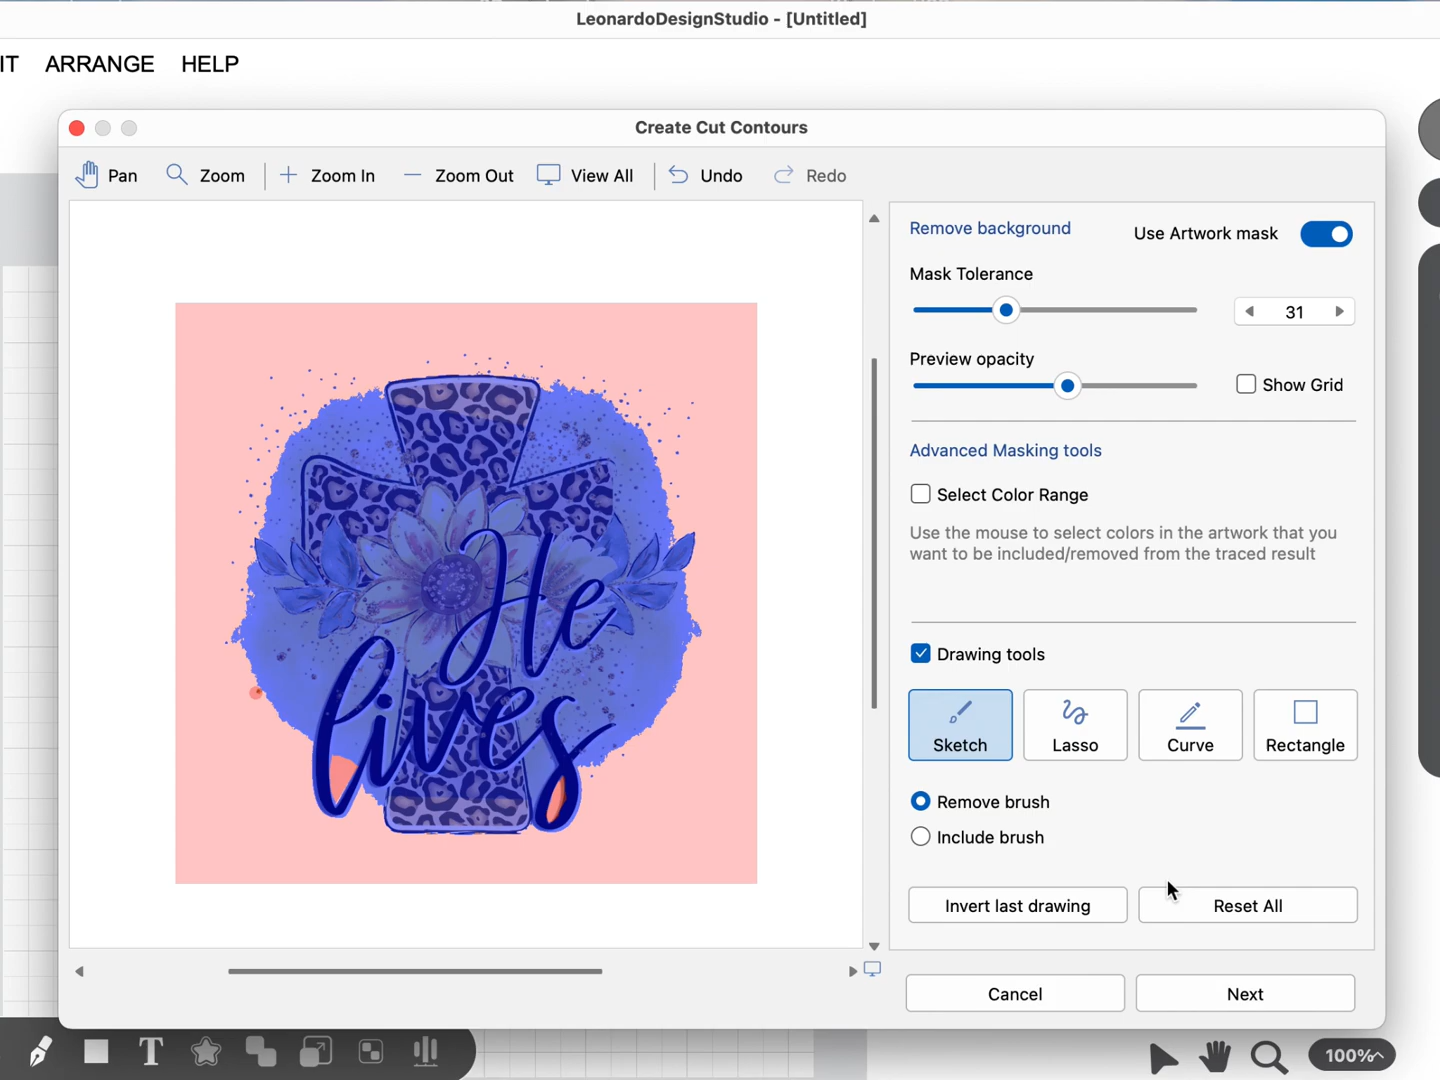 LeonardoDesignStudio - [Untitled]
IT ARRANGE HELP
Create Cut Contours
Pan Zoom Zoom In Zoom Out View All Undo Redo
Remove background
Use Artwork mask
Mask Tolerance
31
Preview opacity
Show Grid
Advanced Masking tools
Select Color Range
Use the mouse to select colors in the artwork that you
want to be included/removed from the traced result
Drawing tools
Sketch Lasso Curve Rectangle
Remove brush
Include brush
Invert last drawing Reset All
Cancel Next
He
lives
T
100%